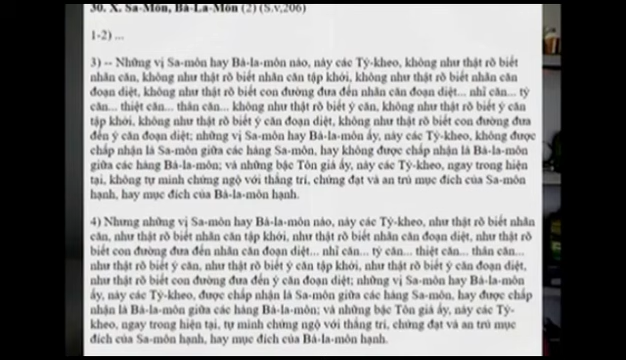 30. X. Sa-Môn, Bà-La-Môn (2) (S.v,206)
1-2) ...
3) -- Những vị Sa-môn hay Bà-la-môn nào, này các Tỷ-kheo, không như thật rõ biết
nhãn căn, không như thật rõ biết nhãn căn tập khởi, không như thật rõ biết nhãn căn
đoạn diệt, không như thật rõ biết con đường đưa đến nhãn căn đoạn diệt... nhĩ căn... tỷ
căn... thiệt căn... thân căn... không như thật rõ biết ý căn, không như thật rõ biết ý căn
tập khởi, không như thật rõ biết ý căn đoạn diệt, không như thật rõ biết con đường đưa
đến ý căn đoạn diệt; những vị Sa-môn hay Bà-la-môn ấy, này các Tỷ-kheo, không được
chấp nhận là Sa-môn giữa các hàng Sa-môn, hay không được chấp nhận là Bà-la-môn
giữa các hàng Bà-la-môn; và những bậc Tôn giả ấy, này các Tỷ-kheo, ngay trong hiện
tại, không tự mình chứng ngộ với thắng trí, chứng đạt và an trú mục đích của Sa-môn
hạnh, hay mục đích của Bà-la-môn hạnh.
4) Nhưng những vị Sa-môn hay Bà-la-môn nào, này các Tỷ-kheo, như thật rõ biết nhãn
căn, như thật rõ biết nhãn căn tập khởi, như thật rõ biết nhãn căn đoạn diệt, như thật rõ
biết con đường đưa đến nhãn căn đoạn diệt... nhĩ căn... tỷ căn... thiệt căn... thân căn...
như thật rõ biết ý căn, như thật rõ biết ý căn tập khởi, như thật rõ biết ý căn đoạn diệt,
như thật rõ biết con đường đưa đến ý căn đoạn diệt; những vị Sa-môn hay Bà-la-môn
ấy, này các Tỷ-kheo, được chấp nhận là Sa-môn giữa các hàng Sa-môn, hay được chấp
nhận là Bà-la-môn giữa các hàng Bà-la-môn; và những bậc Tôn giả ấy, này các Tỷ-
kheo, ngay trong hiện tại, tự mình chứng ngộ với thắng trí, chứng đạt và an trú mục
đích của Sa-môn hạnh, hay mục đích của Bà-la-môn hạnh.